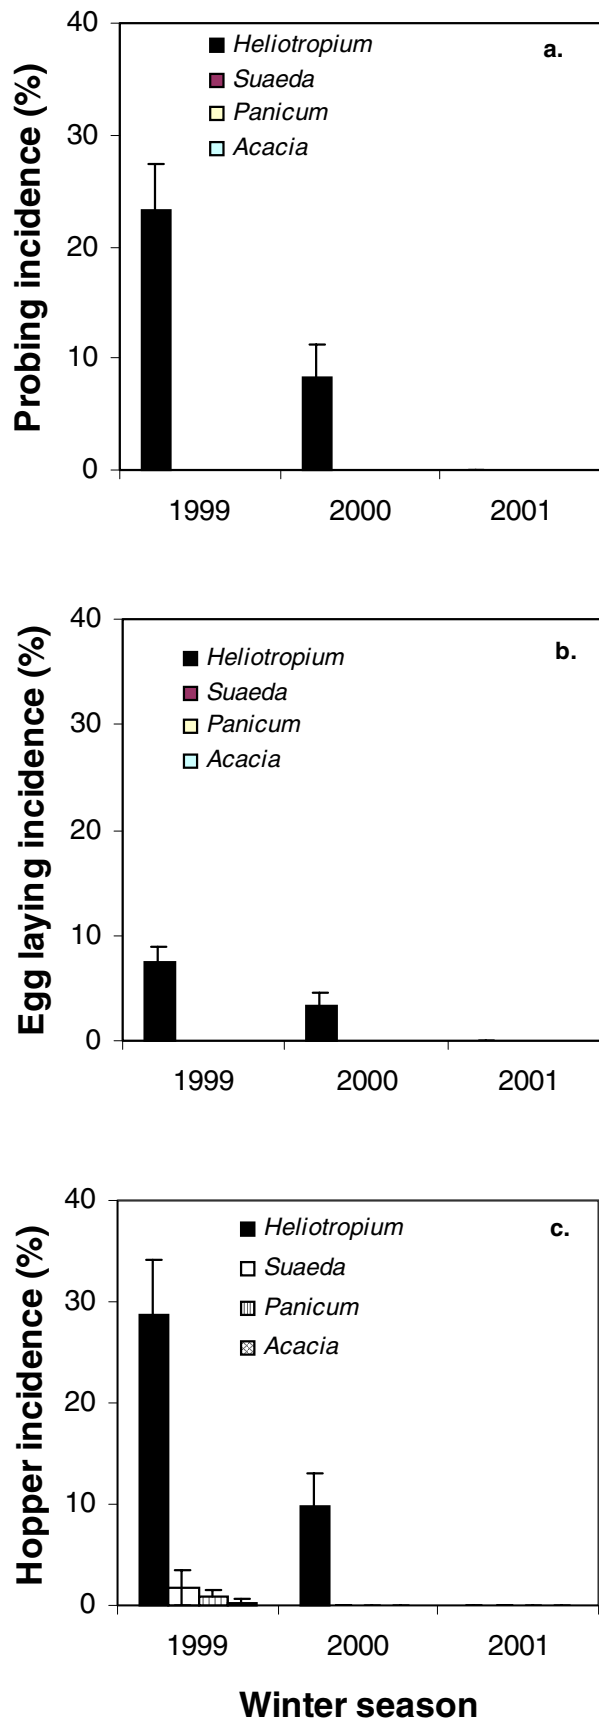 40
30
20
10
0
Probing incidence (%)
Heliotropium
Suaeda
Panicum
Acacia
a.
1999 2000 2001
40
30
20
10
0
Egg laying incidence (%)
Heliotropium
Suaeda
Panicum
Acacia
b.
1999 2000 2001
40
30
20
10
0
Hopper incidence (%)
Heliotropium
Suaeda
Panicum
Acacia
c.
1999 2000 2001
Winter season